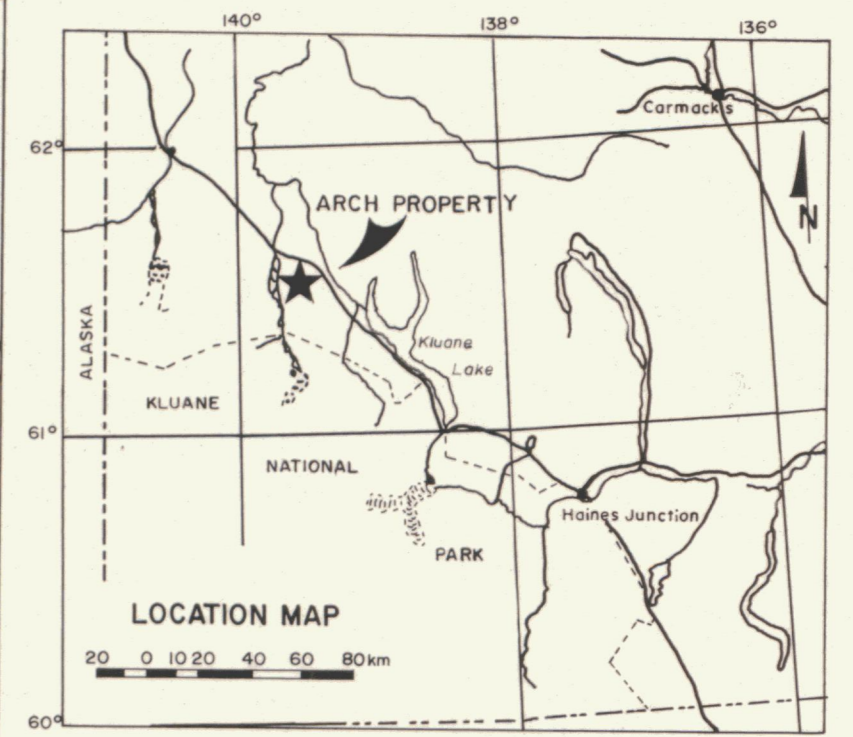 140° 138° 136°
Carmacks
62°
ARCH PROPERTY
N
ALASKA
Kluane
Lake
KLUANE
61°
NATIONAL
Haines Junction
PARK
LOCATION MAP
20 0 10 20 40 60 80 km
60°